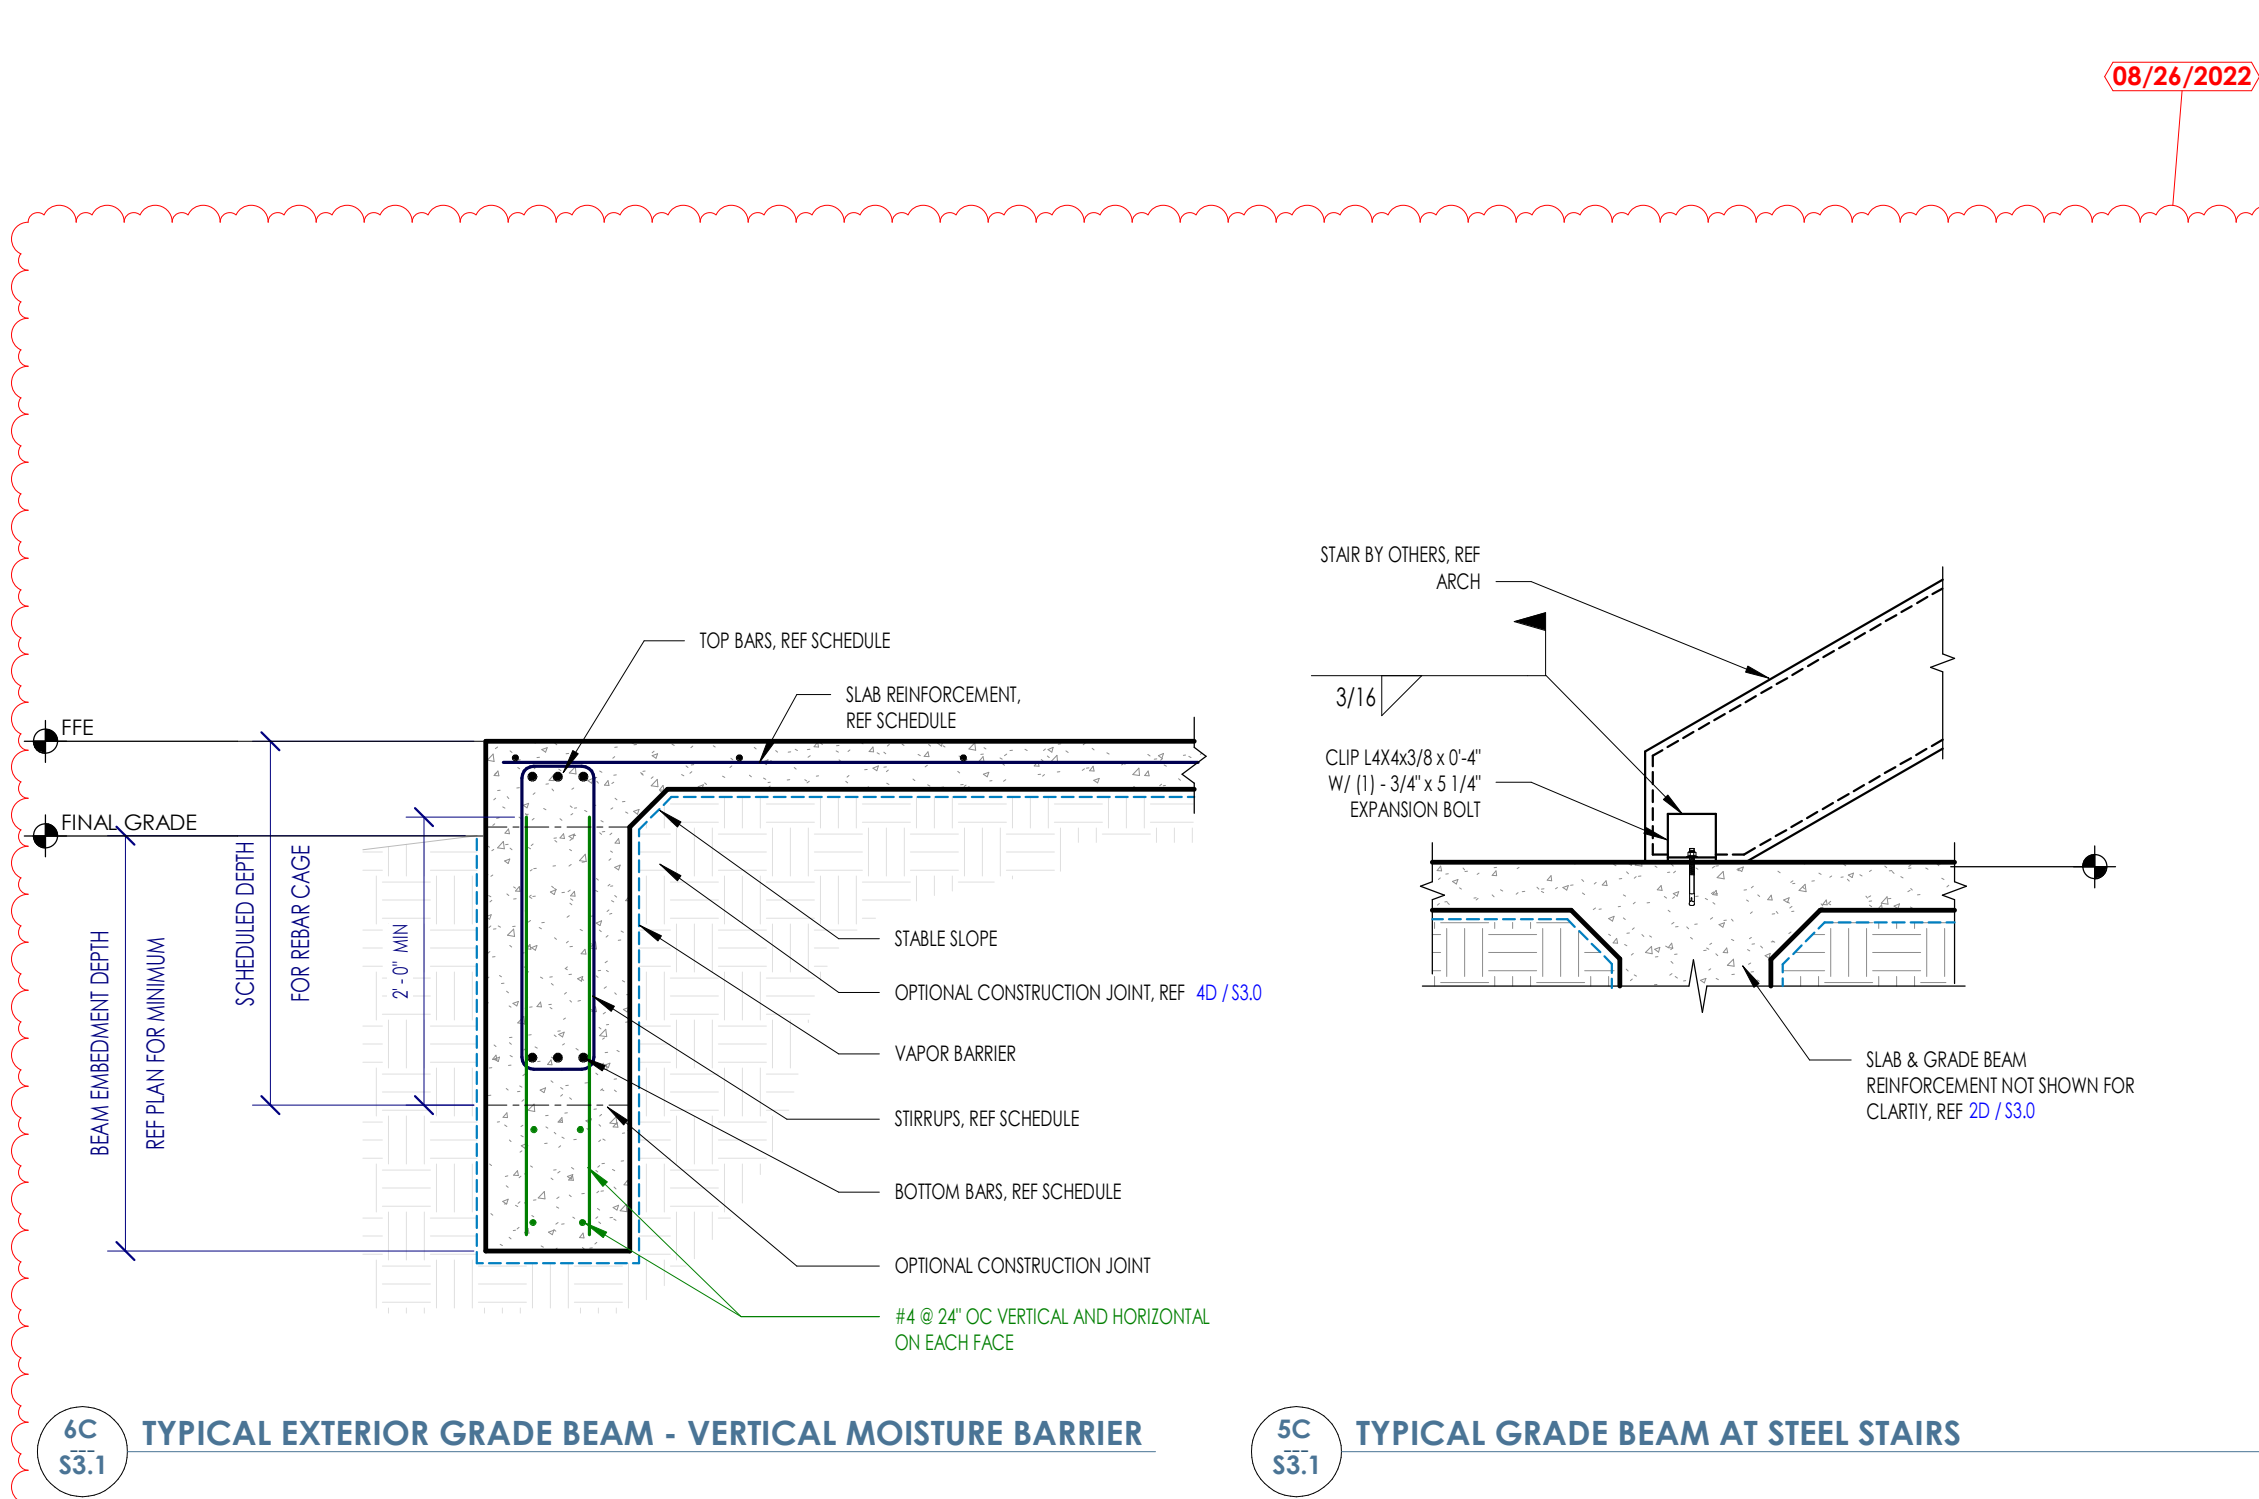 08/26/2022
TOP BARS, REF SCHEDULE
SLAB REINFORCEMENT,
REF SCHEDULE
FFE
FINAL GRADE
BEAM EMBEDMENT DEPTH
REF PLAN FOR MINIMUM
SCHEDULED DEPTH
FOR REBAR CAGE
2'-0" MIN
STABLE SLOPE
OPTIONAL CONSTRUCTION JOINT, REF 4D / S3.0
VAPOR BARRIER
STIRRUPS, REF SCHEDULE
BOTTOM BARS, REF SCHEDULE
OPTIONAL CONSTRUCTION JOINT
#4 @ 24" OC VERTICAL AND HORIZONTAL
ON EACH FACE
6C
---
S3.1
TYPICAL EXTERIOR GRADE BEAM - VERTICAL MOISTURE BARRIER
STAIR BY OTHERS, REF
ARCH
3/16
CLIP L4X4x3/8 x 0'-4"
W/ (1) - 3/4" x 5 1/4"
EXPANSION BOLT
SLAB & GRADE BEAM
REINFORCEMENT NOT SHOWN FOR
CLARTIY, REF 2D / S3.0
5C
---
S3.1
TYPICAL GRADE BEAM AT STEEL STAIRS